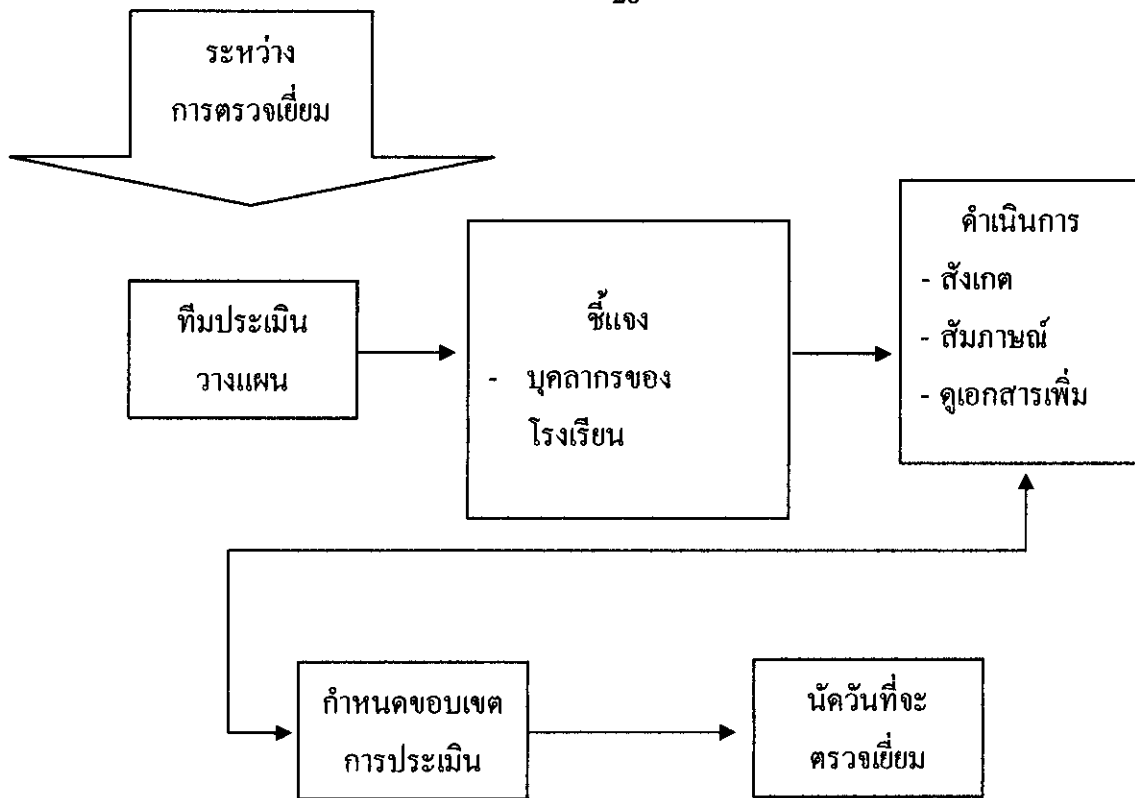 ระหว่าง
การตรวจเยี่ยม
ทีมประเมิน
วางแผน
ชี้แจง
- บุคลากรของ
โรงเรียน
ดำเนินการ
- สังเกต
- สัมภาษณ์
- ดูเอกสารเพิ่ม
กำหนดขอบเขต
การประเมิน
นัดวันที่จะ
ตรวจเยี่ยม